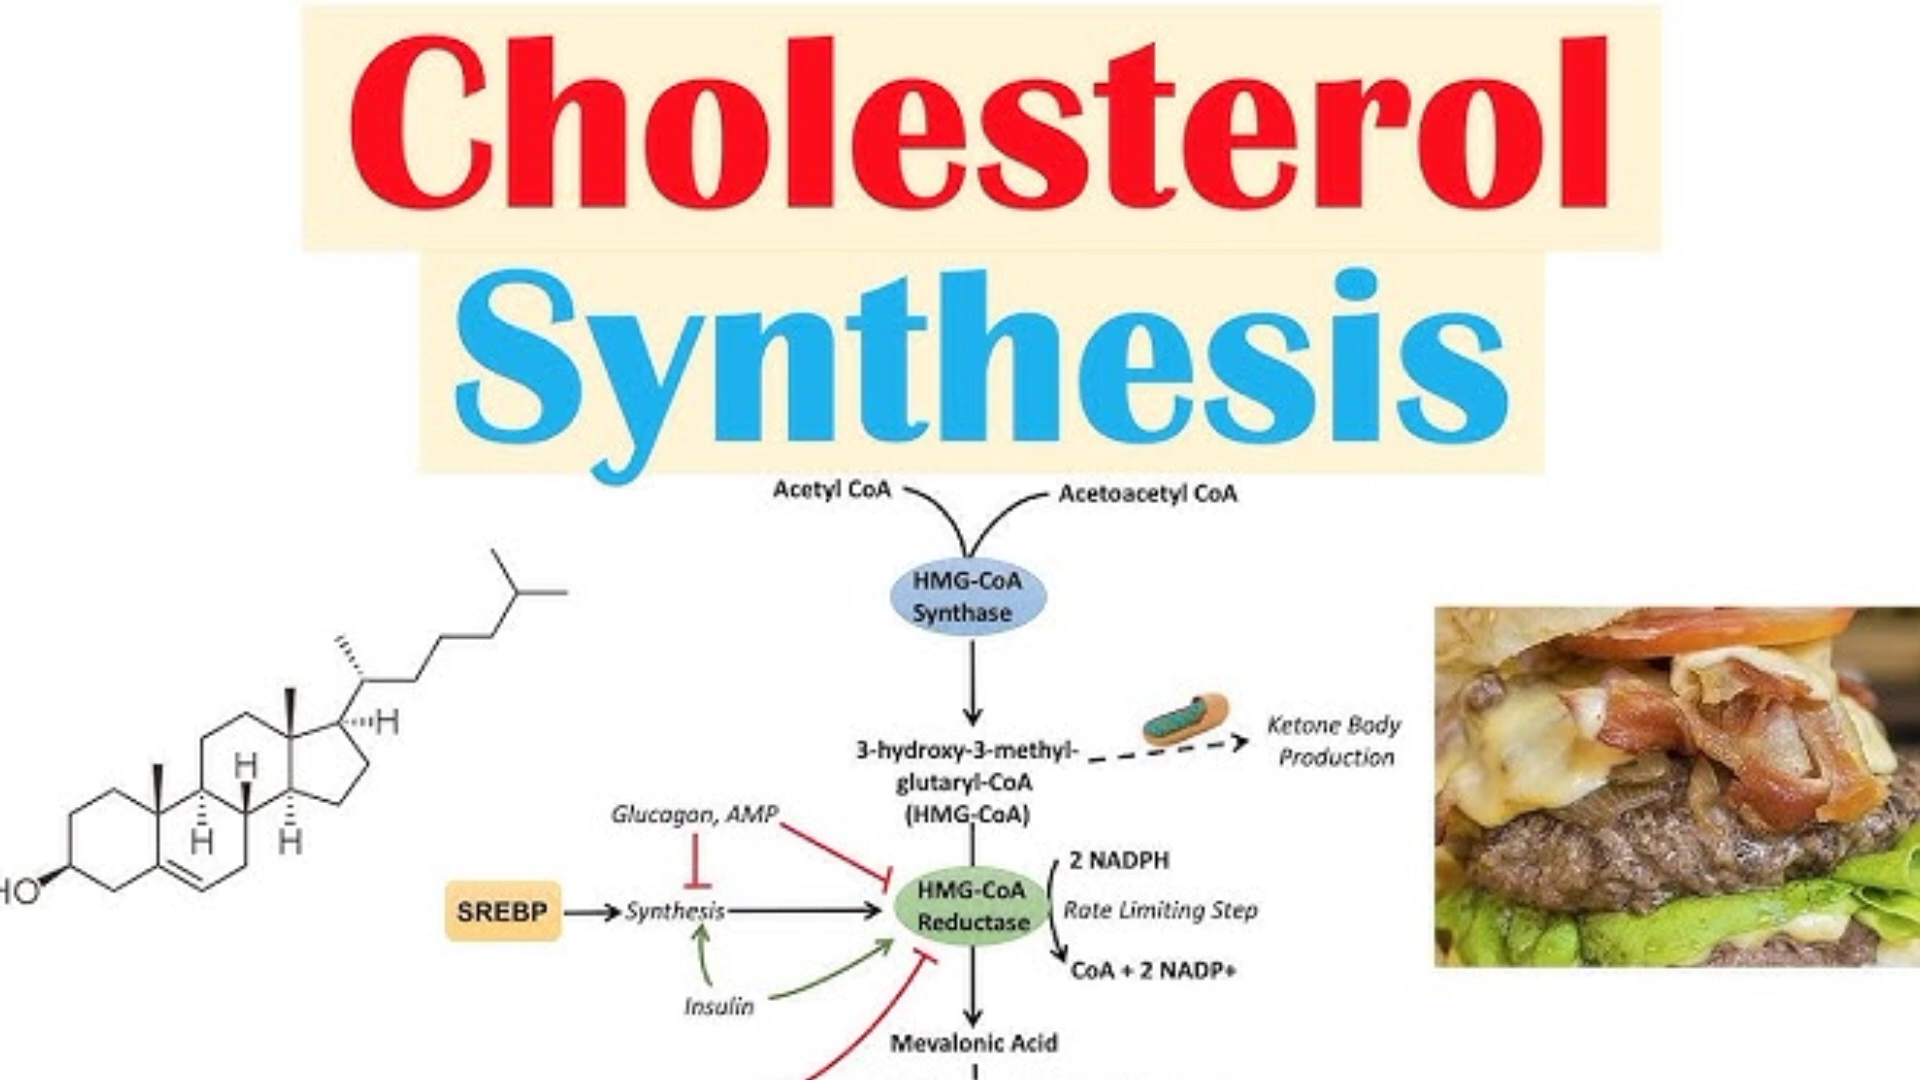 Cholesterol
Synthesis
Acetyl CoA
Acetoacetyl CoA
HMG-CoA
Synthase
3-hydroxy-3-methyl-
glutaryl-CoA
(HMG-CoA)
Ketone Body
Production
Glucagon, AMP
2 NADPH
HMG-CoA
Reductase
Rate Limiting Step
SREBP
Synthesis
CoA + 2 NADP+
Insulin
Mevalonic Acid
H
H
H
H
HO